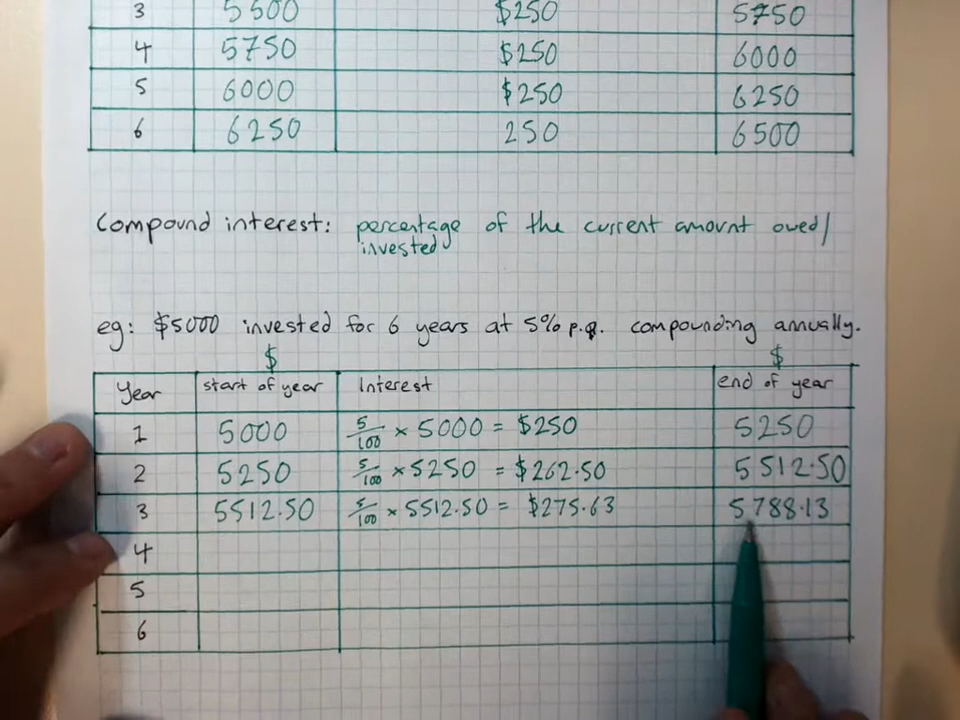 3 5500 $250 5750
4 5750 $250 6000
5 6000 $250 6250
6 6250 250 6500
Compound interest: percentage of the current amount owed/
invested
eg: $5000 invested for 6 years at 5% p.a. compounding annually.
$ $
Year start of year Interest end of year
1 5000 5/100 × 5000 = $250 5250
2 5250 5/100 × 5250 = $262.50 5512.50
3 5512.50 5/100 × 5512.50 = $275.63 5788.13
4
5
6